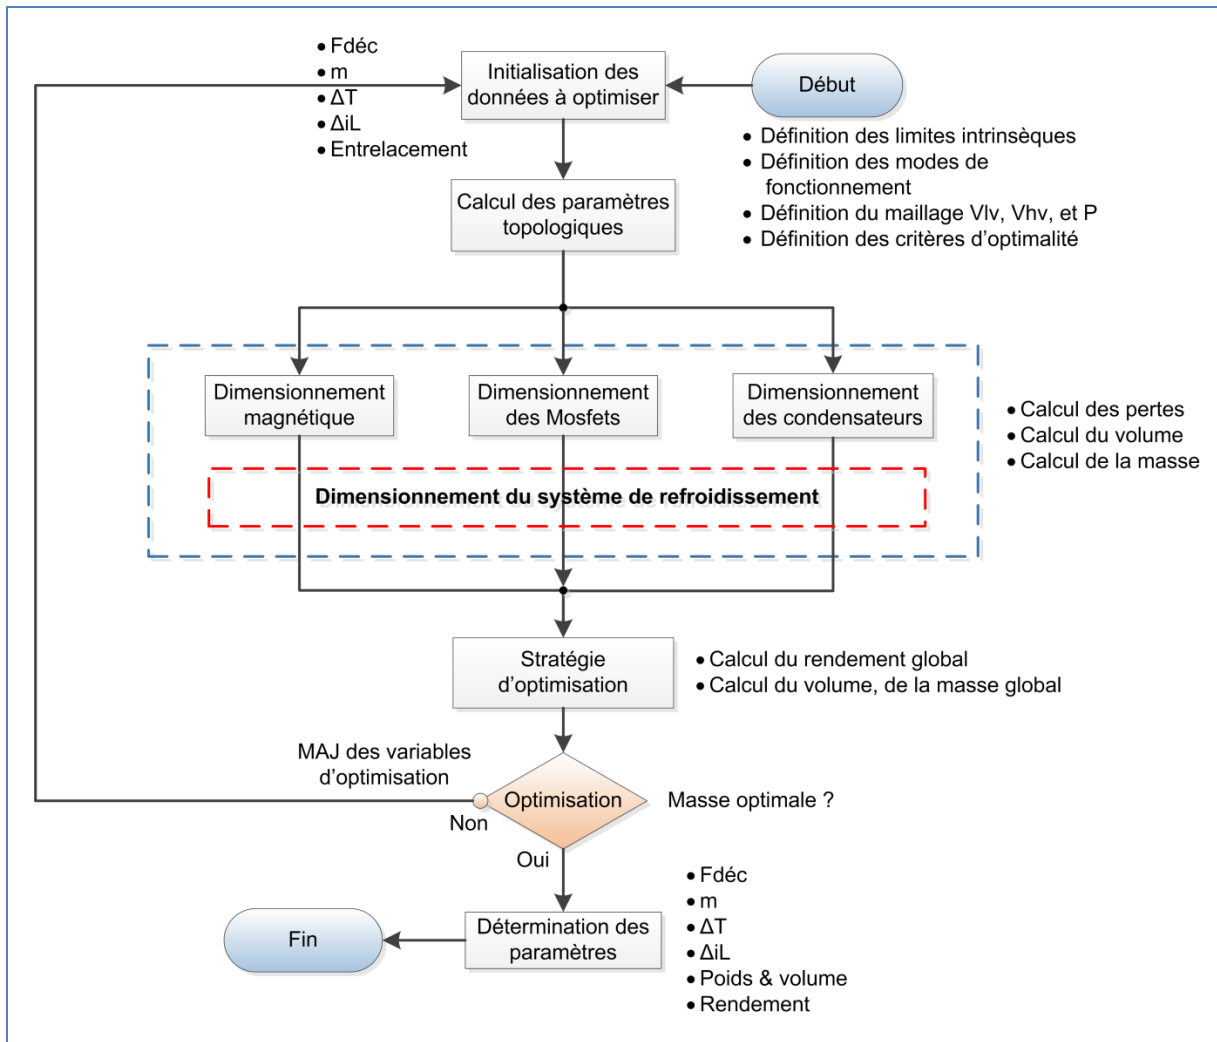 • Fdéc
• m
• ΔT
• ΔiL
• Entrelacement
Initialisation des
données à optimiser
Début
• Définition des limites intrinsèques
• Définition des modes de
fonctionnement
• Définition du maillage Vlv, Vhv, et P
• Définition des critères d’optimalité
Calcul des paramètres
topologiques
Dimensionnement
magnétique
Dimensionnement
des Mosfets
Dimensionnement
des condensateurs
• Calcul des pertes
• Calcul du volume
• Calcul de la masse
Dimensionnement du système de refroidissement
Stratégie
d’optimisation
• Calcul du rendement global
• Calcul du volume, de la masse global
MAJ des variables
d’optimisation
Optimisation
Masse optimale ?
Non
Oui
• Fdéc
• m
• ΔT
• ΔiL
• Poids & volume
• Rendement
Détermination des
paramètres
Fin